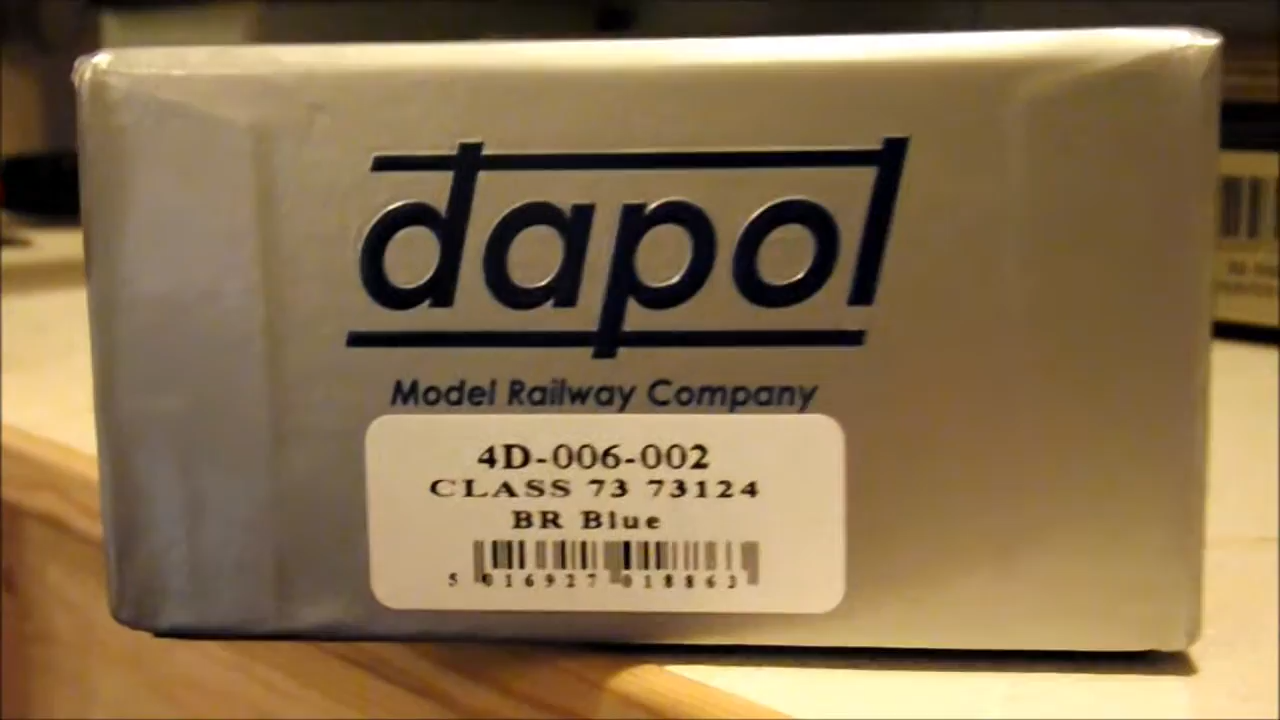 dapol
Model Railway Company
4D-006-002
CLASS 73 73124
BR Blue
5 016927 018863